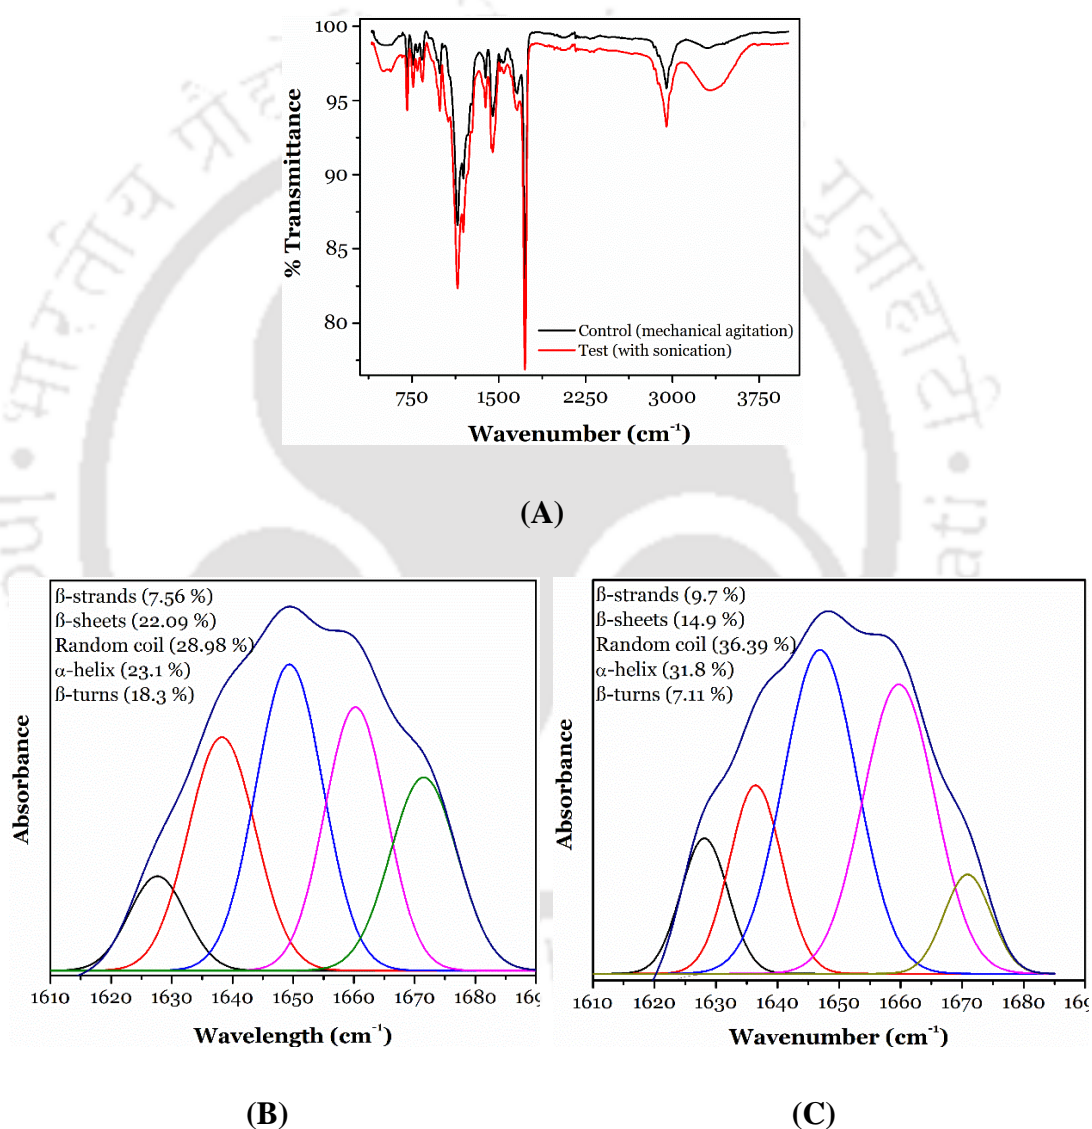 भारतीय प्रौ
गुवाहाटी
ati
100
95
90
85
80
% Transmittance
Control (mechanical agitation)
Test (with sonication)
750 1500 2250 3000 3750
Wavenumber (cm⁻¹)
(A)
ß-strands (7.56 %)
ß-sheets (22.09 %)
Random coil (28.98 %)
α-helix (23.1 %)
ß-turns (18.3 %)
Absorbance
1610 1620 1630 1640 1650 1660 1670 1680 169
Wavelength (cm⁻¹)
(B)
ß-strands (9.7 %)
ß-sheets (14.9 %)
Random coil (36.39 %)
α-helix (31.8 %)
ß-turns (7.11 %)
Absorbance
1610 1620 1630 1640 1650 1660 1670 1680 169
Wavenumber (cm⁻¹)
(C)